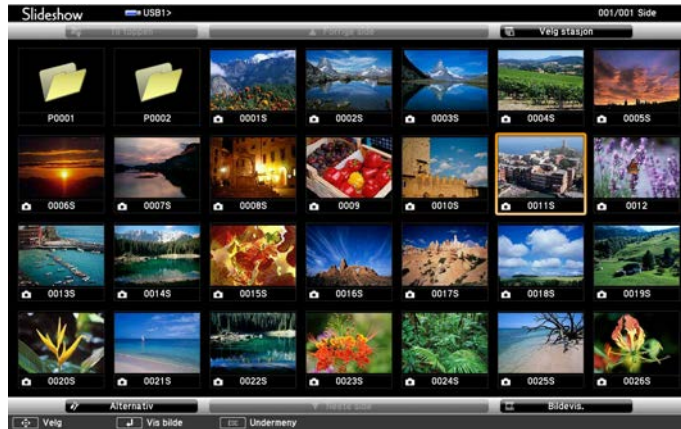 Slideshow USB1> 001/001 Side
Til toppen ▲ Forrige side Velg stasjon
P0001 P0002 0001S 0002S 0003S 0004S 0005S
0006S 0007S 0008S 0009 0010S 0011S 0012
0013S 0014S 0015S 0016S 0017S 0018S 0019S
0020S 0021S 0022S 0023S 0024S 0025S 0026S
Alternativ ▼ Neste side Bildevis.
Velg Vis bilde Esc Undermeny